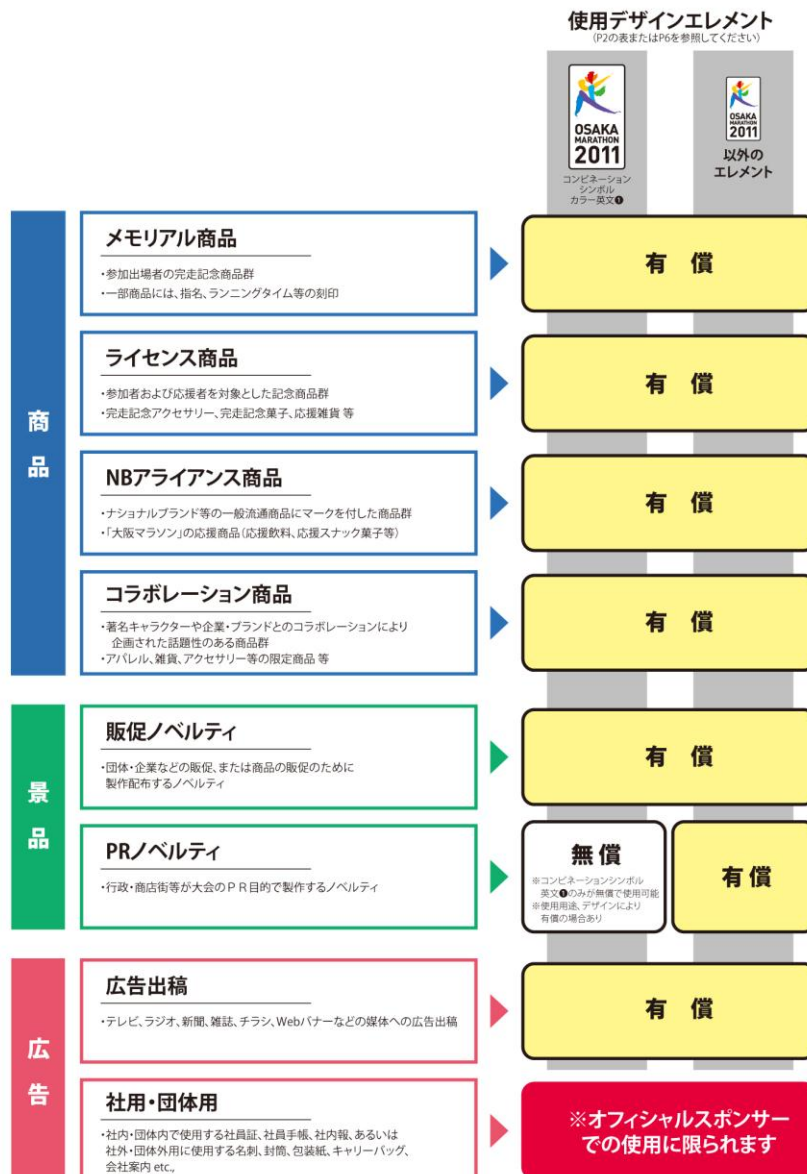 使用デザインエレメント
(P2の表またはP6を参照してください)
OSAKA
MARATHON
2011
コンビネーション
シンボル
カラー英文❶
OSAKA
MARATHON
2011
以外の
エレメント
商品
メモリアル商品
・参加出場者の完走記念商品群
・一部商品には、指名、ランニングタイム等の刻印
有 償
ライセンス商品
・参加者および応援者を対象とした記念商品群
・完走記念アクセサリー、完走記念菓子、応援雑貨 等
有 償
NBアライアンス商品
・ナショナルブランド等の一般流通商品にマークを付した商品群
・「大阪マラソン」の応援商品(応援飲料、応援スナック菓子等)
有 償
コラボレーション商品
・著名キャラクターや企業・ブランドとのコラボレーションにより
企画された話題性のある商品群
・アパレル、雑貨、アクセサリー等の限定商品 等
有 償
景品
販促ノベルティ
・団体・企業などの販促、または商品の販促のために
製作配布するノベルティ
有 償
PRノベルティ
・行政・商店街等が大会のＰＲ目的で製作するノベルティ
無 償
※コンビネーションシンボル
英文❶のみが無償で使用可能
※使用用途、デザインにより
有償の場合あり
有 償
広告
広告出稿
・テレビ、ラジオ、新聞、雑誌、チラシ、Webバナーなどの媒体への広告出稿
有 償
社用・団体用
・社内・団体内で使用する社員証、社員手帳、社内報、あるいは
社外・団体外用に使用する名刺、封筒、包装紙、キャリーバッグ、
会社案内 etc.,
※オフィシャルスポンサー
での使用に限られます